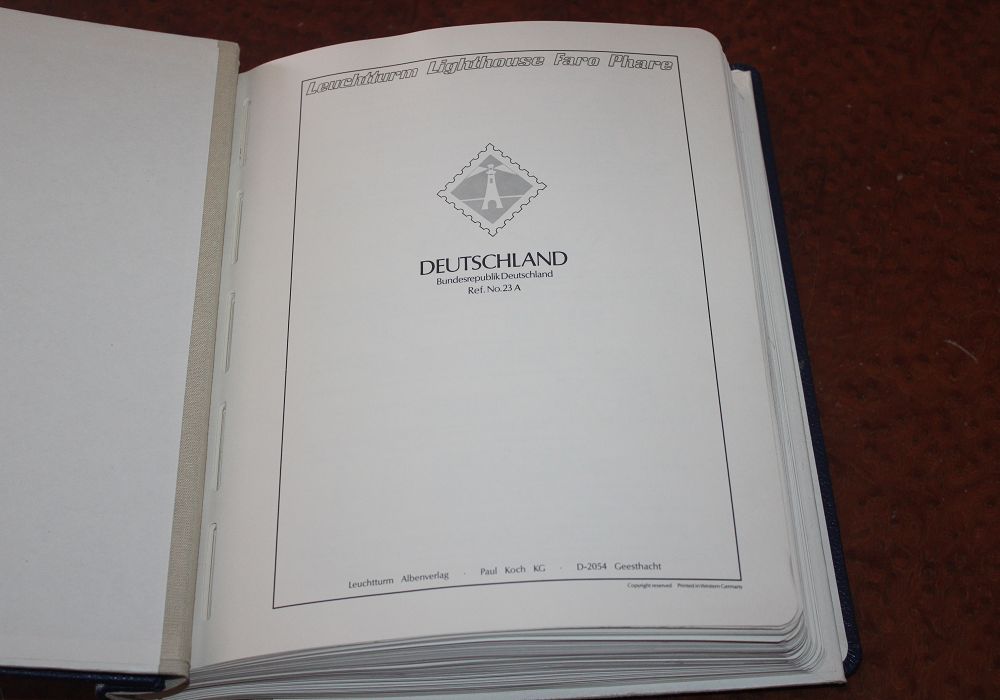 Leuchtturm Lighthouse Faro Phare
DEUTSCHLAND
Bundesrepublik Deutschland
Ref. No. 23 A
Leuchtturm Albenverlag · Paul Koch KG · D-2054 Geesthacht
Copyright reserved Printed in Western Germany